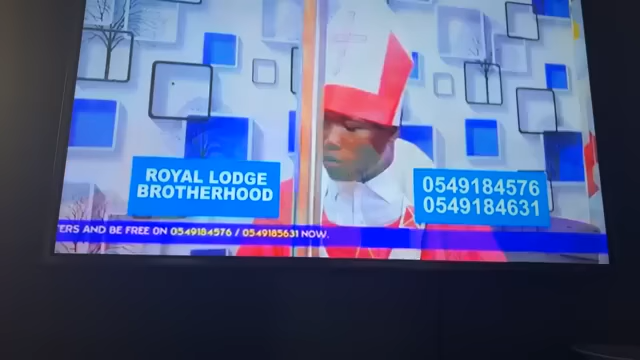 ROYAL LODGE
BROTHERHOOD
0549184576
0549184631
ERS AND BE FREE ON 0549184576 / 0549185631 NOW.